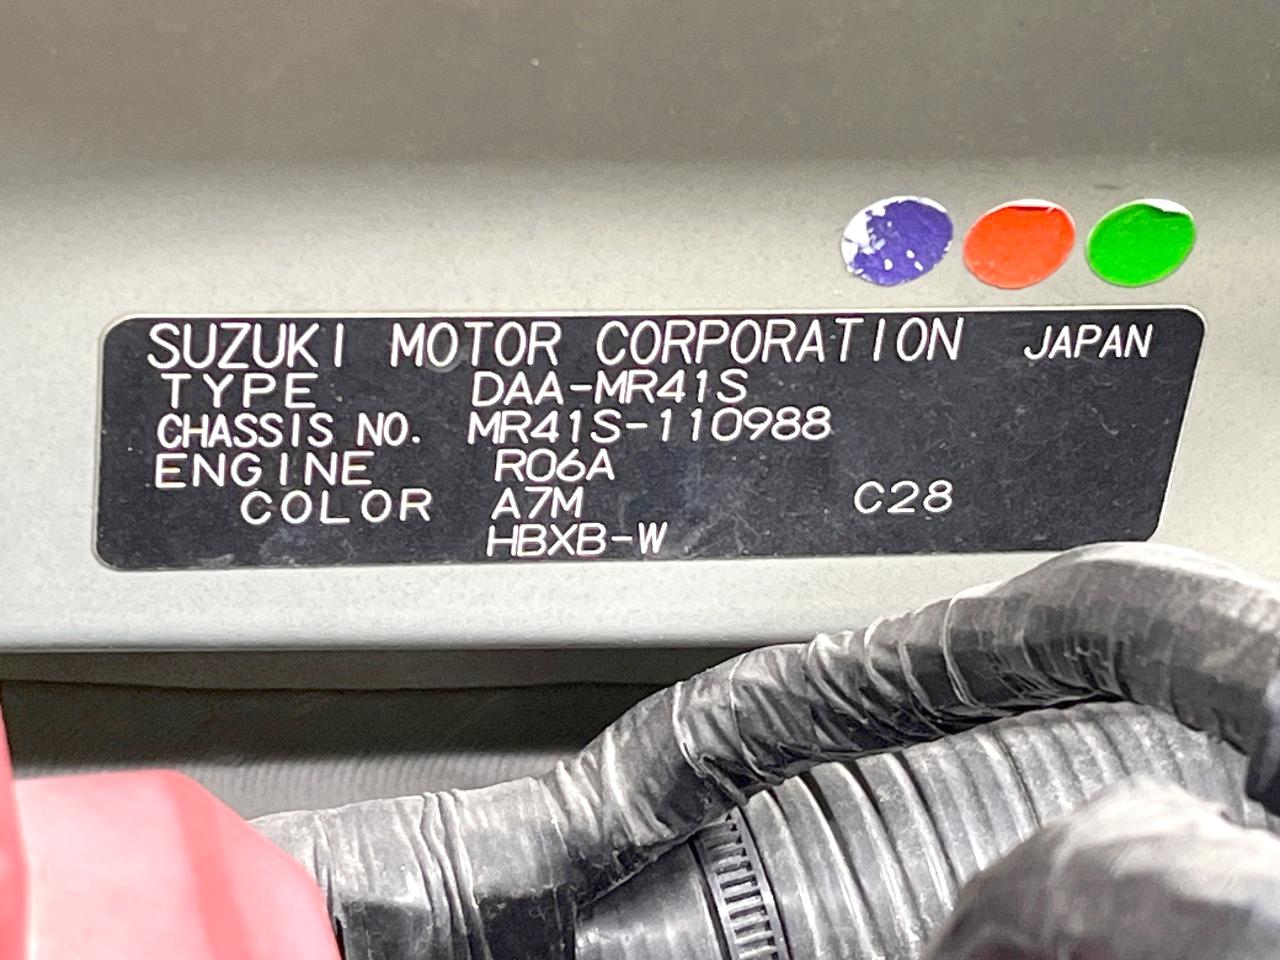 SUZUKI MOTOR CORPORATION JAPAN
TYPE DAA-MR41S
CHASSIS NO. MR41S-110988
ENGINE R06A
COLOR A7M C28
HBXB-W